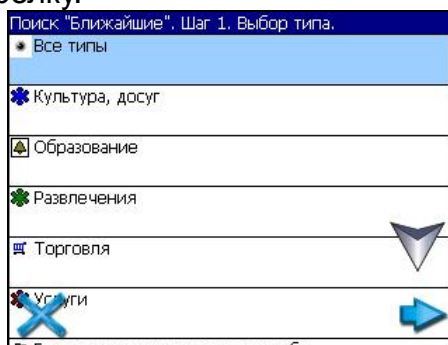 Поиск "Ближайшие". Шаг 1. Выбор типа.
Все типы
Культура, досуг
Образование
Развлечения
Торговля
Услуги